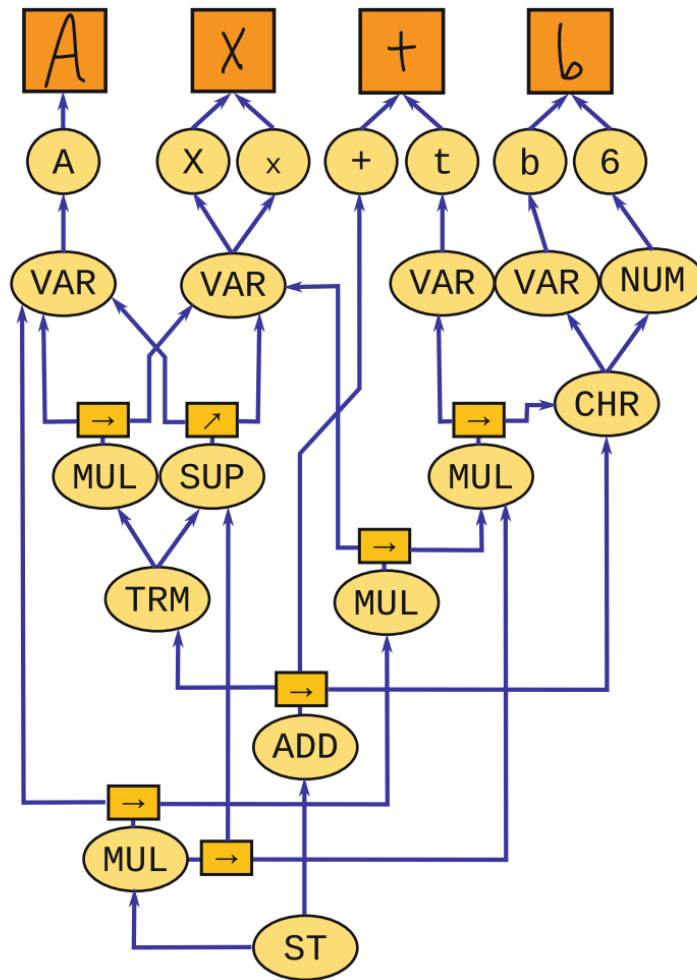 A X + b
A X x + t b 6
VAR VAR VAR VAR NUM
→ ↗ → CHR
MUL SUP MUL
→
TRM MUL
→
ADD
→
MUL →
ST